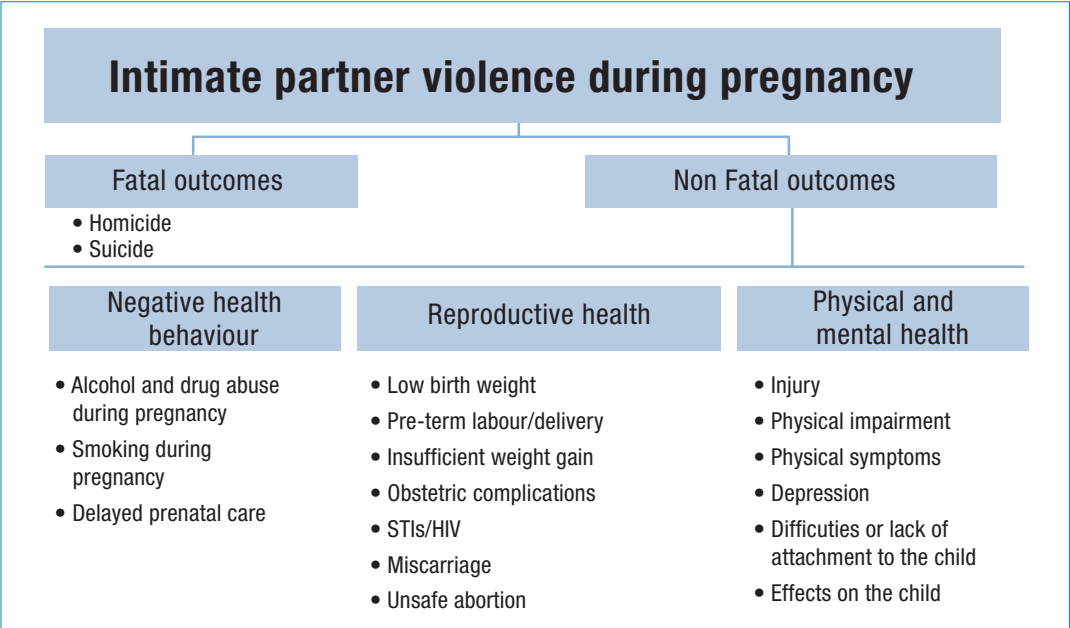 Intimate partner violence during pregnancy
Fatal outcomes
• Homicide
• Suicide
Non Fatal outcomes
Negative health
behaviour
• Alcohol and drug abuse
during pregnancy
• Smoking during
pregnancy
• Delayed prenatal care
Reproductive health
• Low birth weight
• Pre-term labour/delivery
• Insufficient weight gain
• Obstetric complications
• STIs/HIV
• Miscarriage
• Unsafe abortion
Physical and
mental health
• Injury
• Physical impairment
• Physical symptoms
• Depression
• Difficuties or lack of
attachment to the child
• Effects on the child